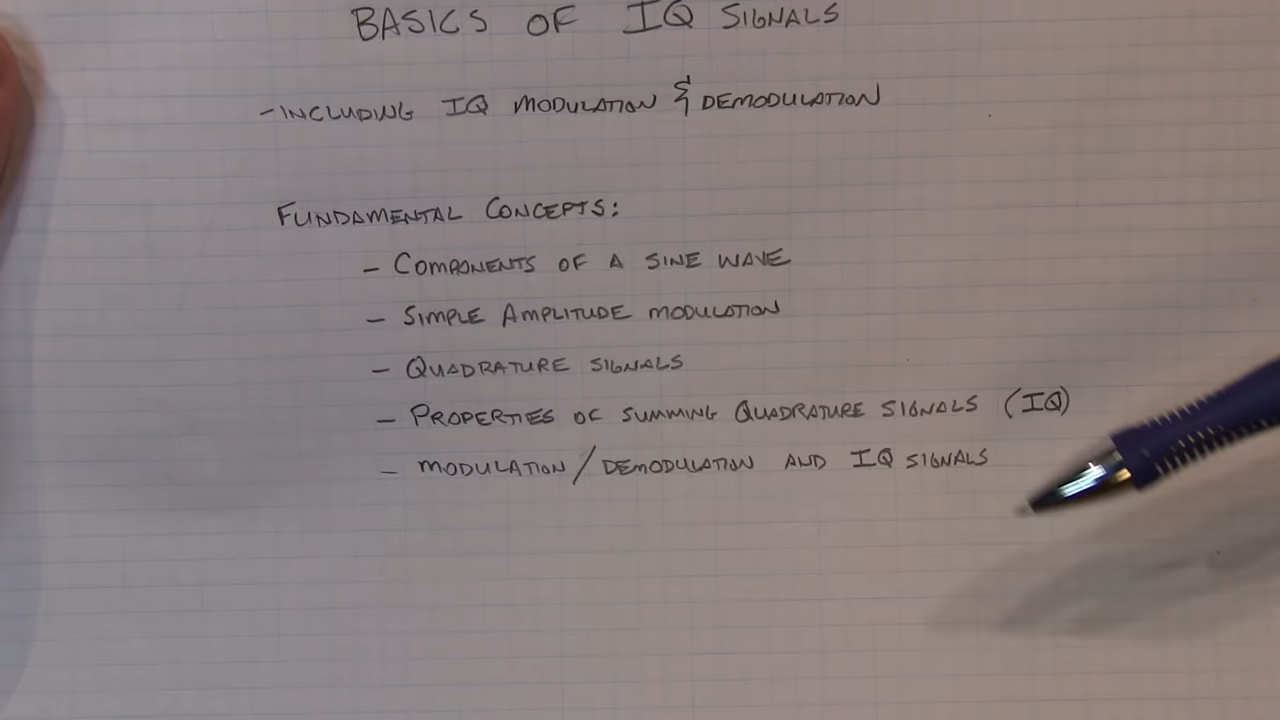 BASICS OF IQ SIGNALS
- INCLUDING IQ MODULATION & DEMODULATION
FUNDAMENTAL CONCEPTS:
- COMPONENTS OF A SINE WAVE
- SIMPLE AMPLITUDE MODULATION
- QUADRATURE SIGNALS
- PROPERTIES OF SUMMING QUADRATURE SIGNALS (IQ)
- MODULATION/DEMODULATION AND IQ SIGNALS